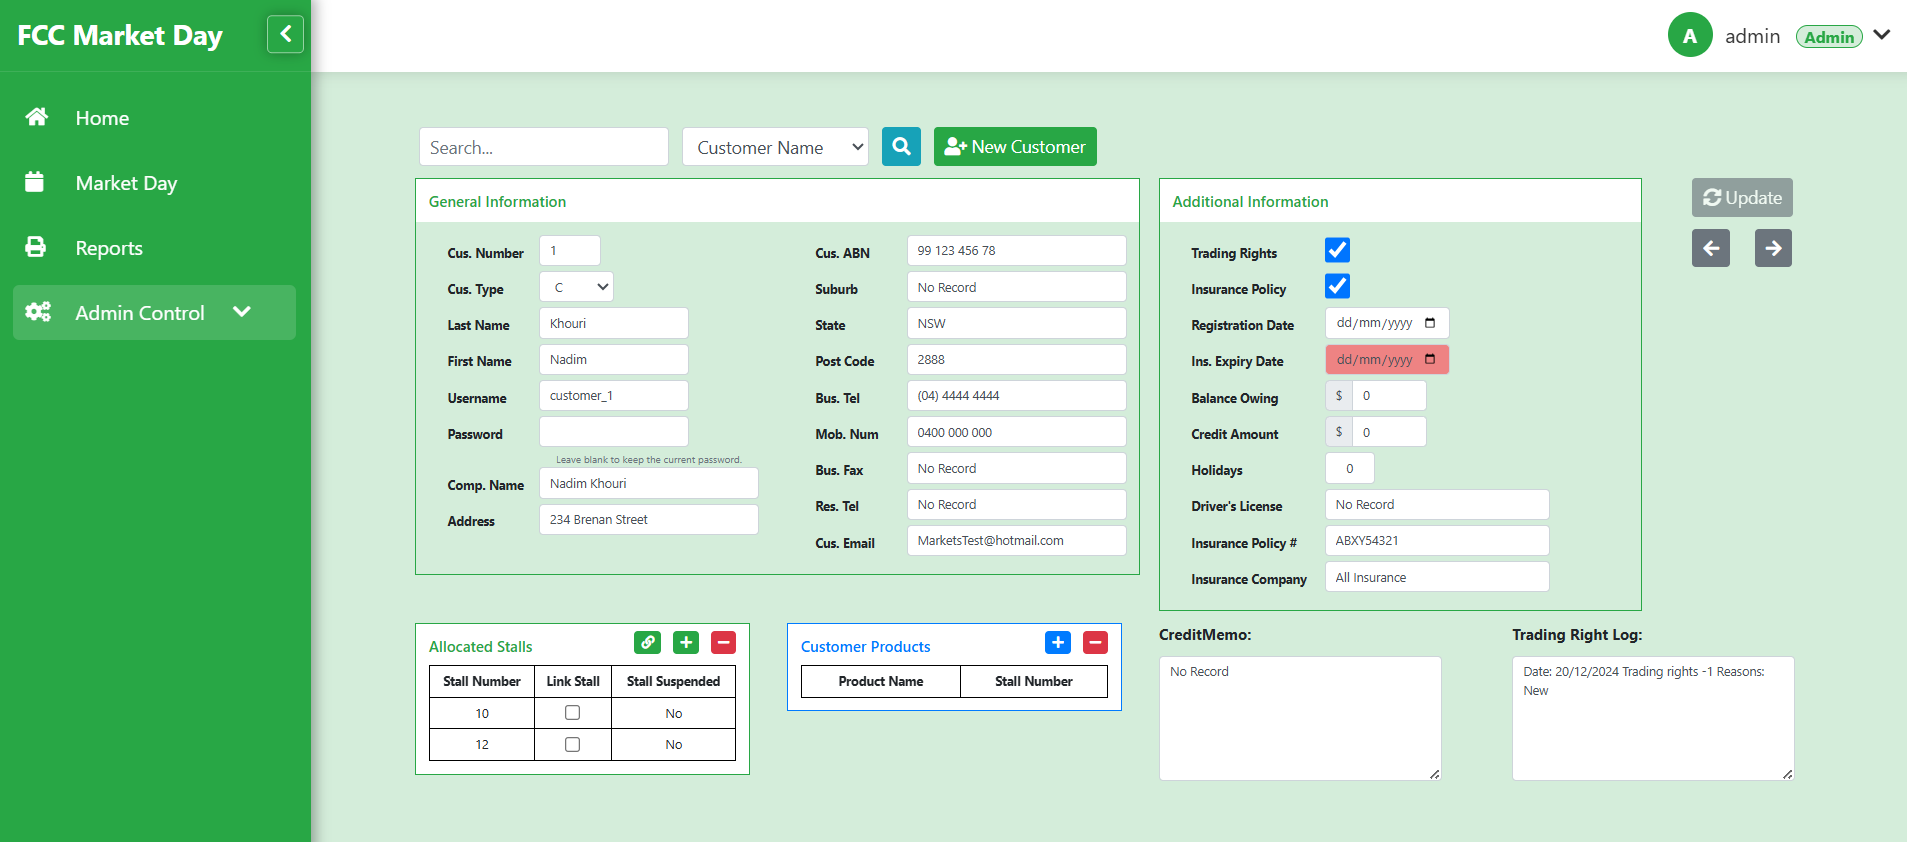 FCC Market Day
A admin Admin
Home
Market Day
Reports
Admin Control
Search...
Customer Name
New Customer
General Information
Cus. Number 1
Cus. Type C
Last Name Khouri
First Name Nadim
Username customer_1
Password
Leave blank to keep the current password.
Comp. Name Nadim Khouri
Address 234 Brenan Street
Cus. ABN 99 123 456 78
Suburb No Record
State NSW
Post Code 2888
Bus. Tel (04) 4444 4444
Mob. Num 0400 000 000
Bus. Fax No Record
Res. Tel No Record
Cus. Email MarketsTest@hotmail.com
Additional Information
Trading Rights
Insurance Policy
Registration Date dd/mm/yyyy
Ins. Expiry Date dd/mm/yyyy
Balance Owing $ 0
Credit Amount $ 0
Holidays 0
Driver's License No Record
Insurance Policy # ABXY54321
Insurance Company All Insurance
Update
Allocated Stalls
Stall Number Link Stall Stall Suspended
10 No
12 No
Customer Products
Product Name Stall Number
CreditMemo:
No Record
Trading Right Log:
Date: 20/12/2024 Trading rights -1 Reasons:
New